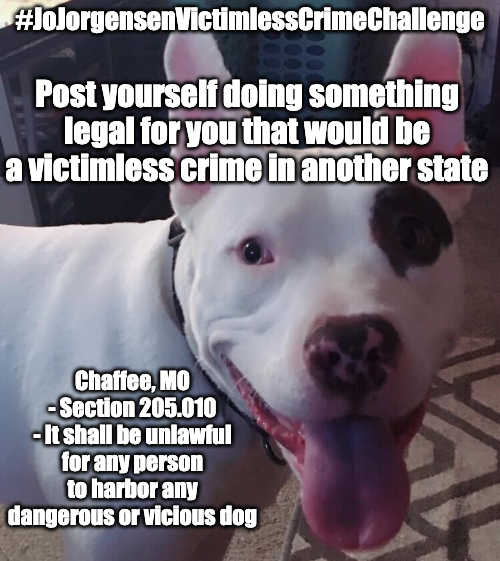 #JoJorgensenVictimlessCrimeChallenge
Post yourself doing something
legal for you that would be
a victimless crime in another state
Chaffee, MO
- Section 205.010
- It shall be unlawful
for any person
to harbor any
dangerous or vicious dog